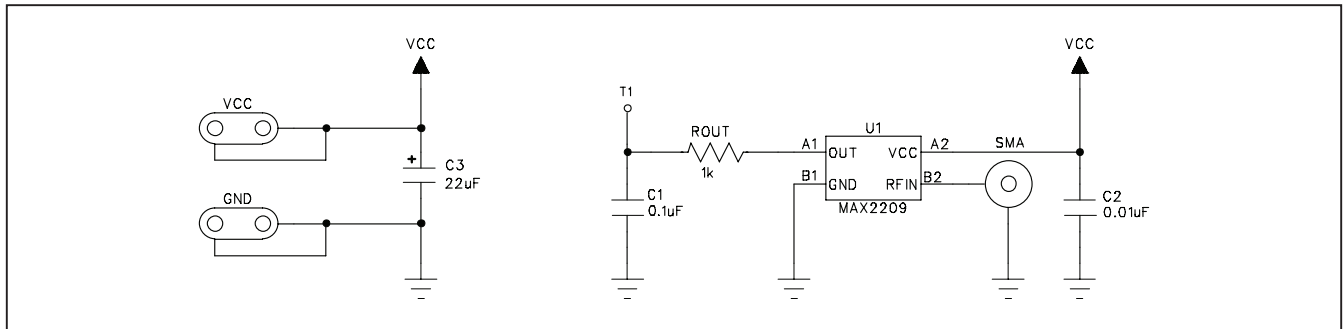 VCC
VCC
+
C3
22uF
GND
T1
ROUT
1k
C1
0.1uF
U1
A1
OUT
VCC
A2
B1
GND
RFIN
B2
MAX2209
SMA
VCC
C2
0.01uF